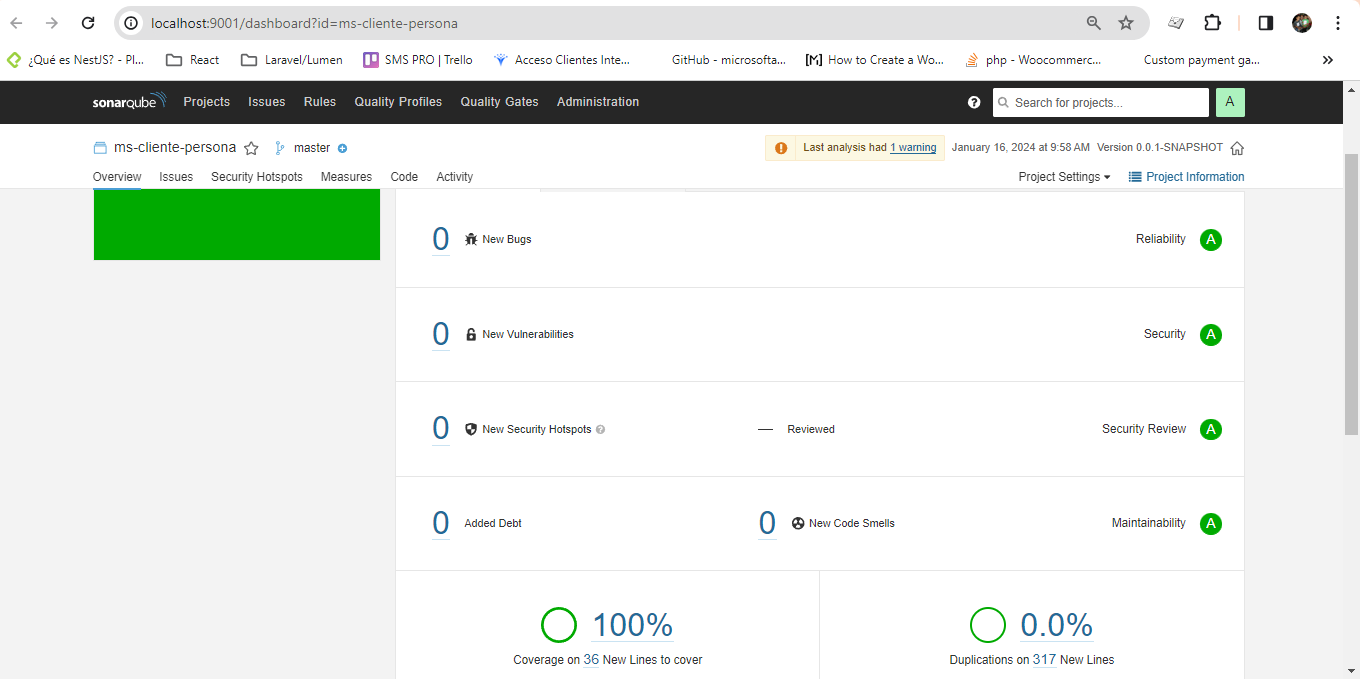 localhost:9001/dashboard?id=ms-cliente-persona
¿Qué es NestJS? - Pl... React Laravel/Lumen SMS PRO | Trello Acceso Clientes Inte... GitHub - microsofta... [M] How to Create a Wo... php - Woocommerc... Custom payment ga... »
sonarqube Projects Issues Rules Quality Profiles Quality Gates Administration ? Search for projects... A
ms-cliente-persona master Last analysis had 1 warning January 16, 2024 at 9:58 AM Version 0.0.1-SNAPSHOT
Overview Issues Security Hotspots Measures Code Activity Project Settings Project Information
0 New Bugs Reliability A
0 New Vulnerabilities Security A
0 New Security Hotspots ? — Reviewed Security Review A
0 Added Debt 0 New Code Smells Maintainability A
100% 0.0%
Coverage on 36 New Lines to cover Duplications on 317 New Lines